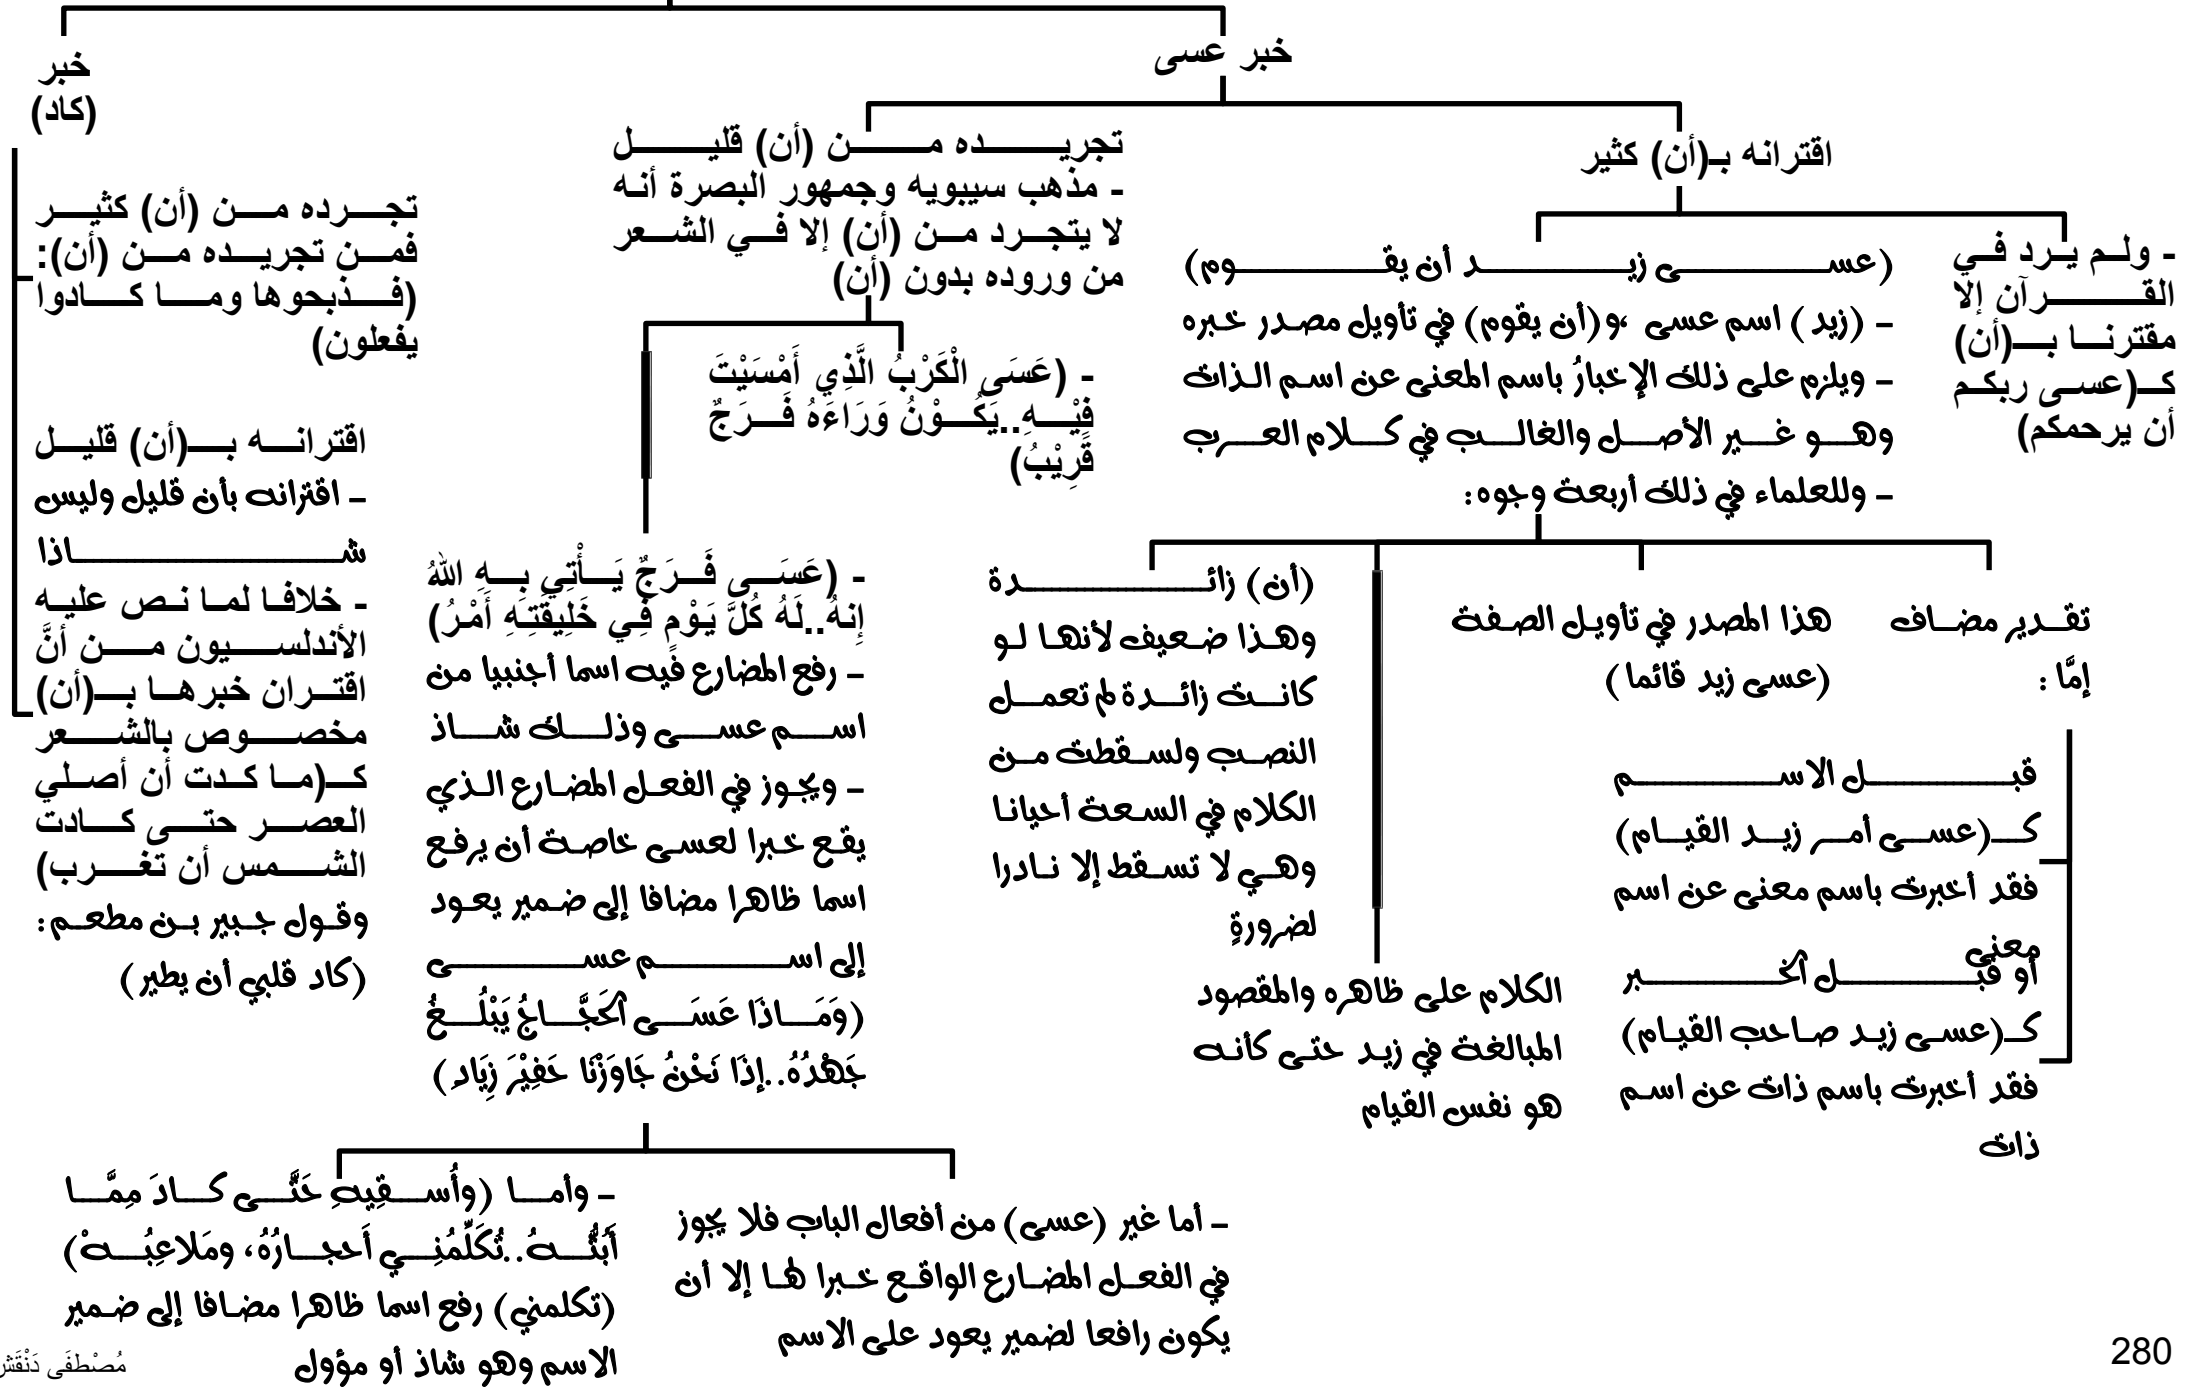 خبر عسى
اقترانه بـ(أن) كثير
- ولم يرد في
القرآن إلا
مقترنا بـ(أن)
كـ(عسى ربكم
أن يرحمكم)
(عسى زيد أن يقوم)
- (زيد) اسم عسى ،و(أن يقوم) في تأويل مصدر خبره
- ويلزم على ذلك الإخبارُ باسم المعنى عن اسم الذات
وهو غير الأصل والغالب في كلام العرب
- وللعلماء في ذلك أربعة وجوه:
تقدير مضاف
إمَّا :
قبل الاسم
كـ(عسى أمر زيد القيام)
فقد أخبرت باسم معنى عن اسم
معنى
أو قبل الخبر
كـ(عسى زيد صاحب القيام)
فقد أخبرت باسم ذات عن اسم
ذات
هذا المصدر في تأويل الصفة
(عسى زيد قائما)
الكلام على ظاهره والمقصود
المبالغة في زيد حتى كأنه
هو نفس القيام
(أن) زائدة
وهذا ضعيف لأنها لو
كانت زائدة لم تعمل
النصب ولسقطت من
الكلام في السعة أحيانا
وهي لا تسقط إلا نادرا
لضرورةٍ
تجريده من (أن) قليل
- مذهب سيبويه وجمهور البصرة أنه
لا يتجرد من (أن) إلا في الشعر
من وروده بدون (أن)
- (عَسَى الْكَرْبُ الَّذِي أَمْسَيْتَ
فِيْهِ..يَكُوْنُ وَرَاءَهُ فَرَجٌ
قَرِيْبُ)
- (عَسَى فَرَجٌ يَأْتِي بِهِ اللهُ
إِنهُ..لَهُ كُلَّ يَوْمٍ فِي خَلِيقَتِهِ أَمْرُ)
- رفع المضارع فيه اسما أجنبيا من
اسم عسى وذلك شاذ
- ويجوز في الفعل المضارع الذي
يقع خبرا لعسى خاصة أن يرفع
اسما ظاهرا مضافا إلى ضمير يعود
إلى اسم عسى
(وَمَاذَا عَسَى الْحَجَّاجُ يَبْلُغُ
جَهْدُهُ..إِذَا نَحْنُ جَاوَزْنَا حَفِيْرَ زِيَادِ)
- أما غير (عسى) من أفعال الباب فلا يجوز
في الفعل المضارع الواقع خبرا لها إلا أن
يكون رافعا لضمير يعود على الاسم
- وأما (وأُسقِيهِ حَتَّى كادَ مِمَّا
أَبُثُّهُ..تُكَلِّمُنِي أَحجارُهُ، ومَلاعِبُهْ)
(تكلمني) رفع اسما ظاهرا مضافا إلى ضمير
الاسم وهو شاذ أو مؤول
خبر
(كاد)
تجرده من (أن) كثير
فمن تجريده من (أن):
(فذبحوها وما كادوا
يفعلون)
اقترانه بـ(أن) قليل
- اقترانه بأن قليل وليس
شاذا
- خلافا لما نص عليه
الأندلسيون من أنَّ
اقتران خبرها بـ(أن)
مخصوص بالشعر
كـ(ما كدت أن أصلي
العصر حتى كادت
الشمس أن تغرب)
وقول جبير بن مطعم:
(كاد قلبي أن يطير)
280
مُصْطفَى دَنْقَش